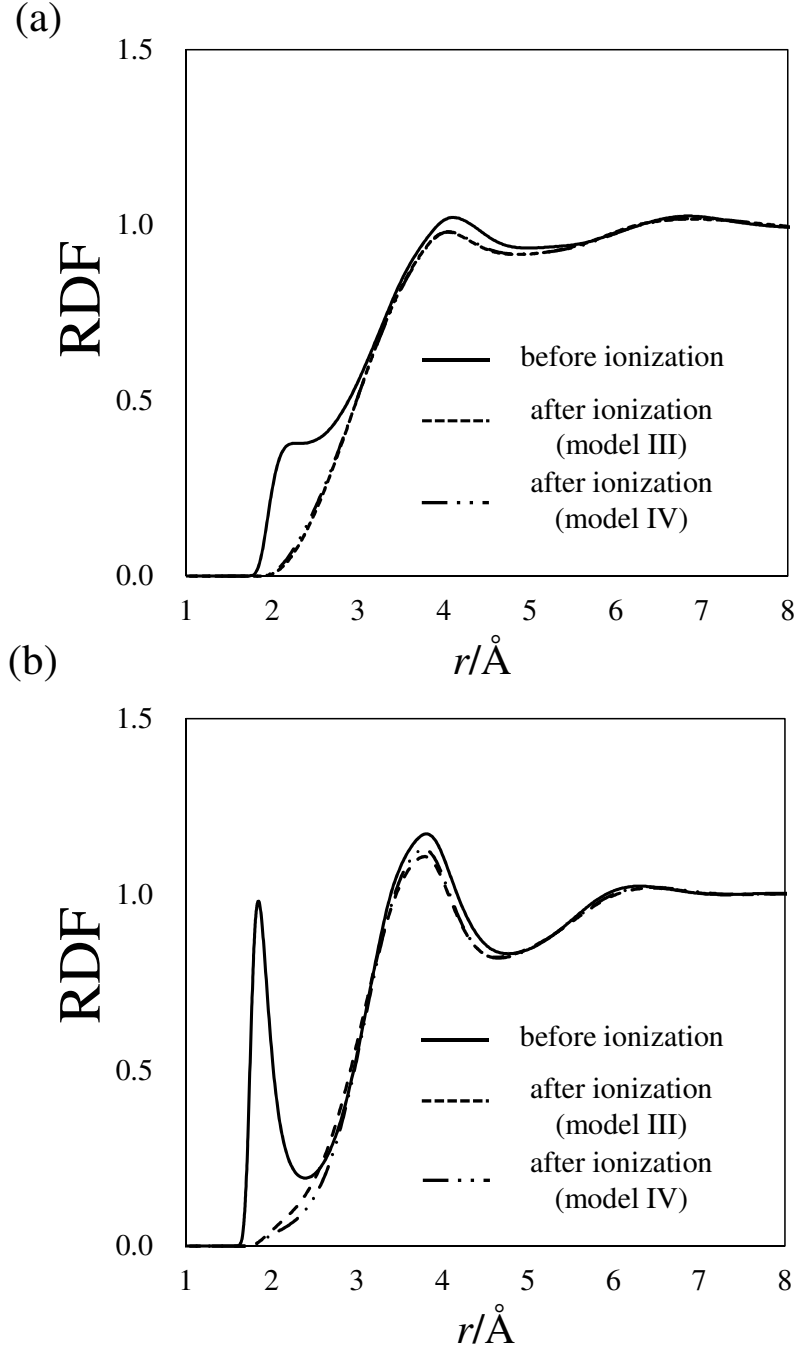 (a)
1.5
1.0
0.5
0.0
RDF
before ionization
after ionization
(model III)
after ionization
(model IV)
1 2 3 4 5 6 7 8
r/Å
(b)
1.5
1.0
0.5
0.0
RDF
before ionization
after ionization
(model III)
after ionization
(model IV)
1 2 3 4 5 6 7 8
r/Å